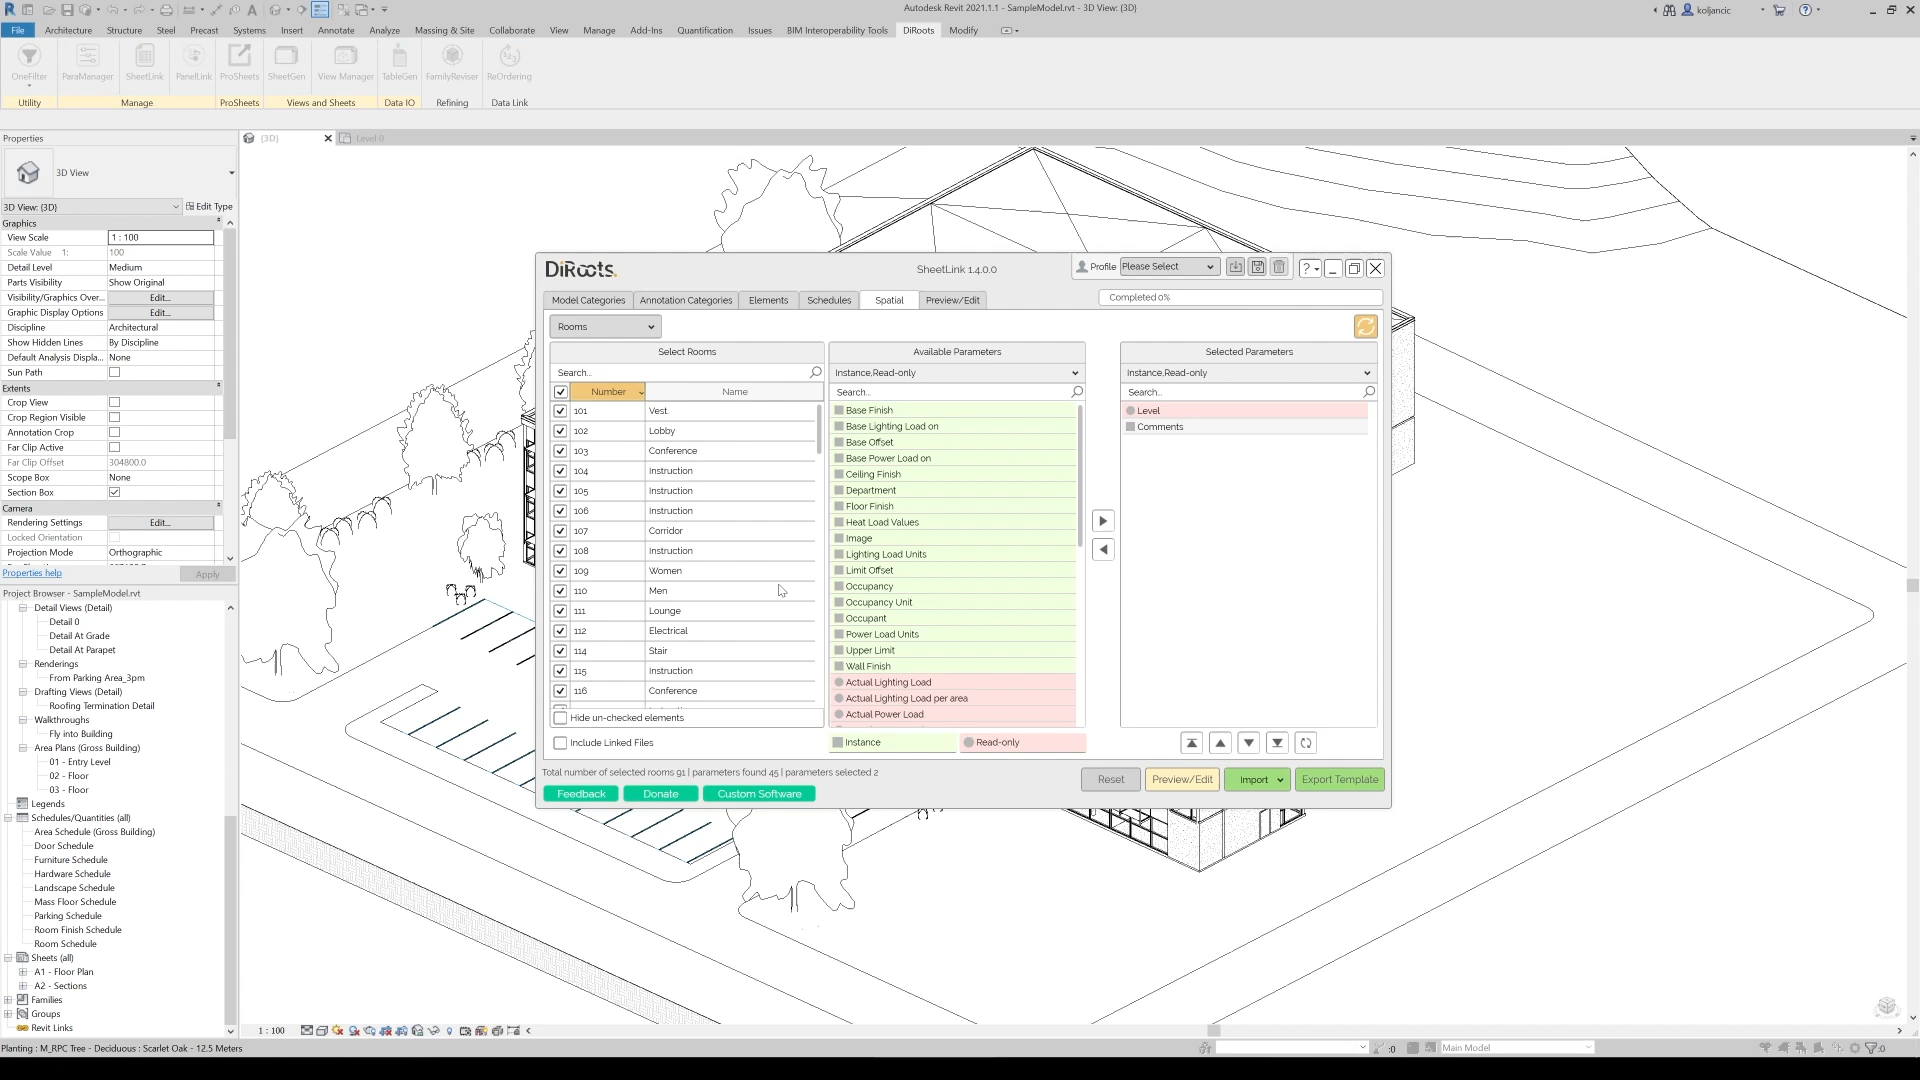 Autodesk Revit 2021.1.1 - SampleModel.rvt - 3D View: {3D}
koljancic
File Architecture Structure Steel Precast Systems Insert Annotate Analyze Massing & Site Collaborate View Manage Add-Ins Quantification Issues BIM Interoperability Tools DiRoots Modify
OneFilter ParaManager SheetLink PanelLink ProSheets SheetGen View Manager TableGen FamilyReviser ReOrdering
Utility Manage ProSheets Views and Sheets Data IO Refining Data Link
Properties
{3D} Level 0
3D View
3D View: {3D} Edit Type
Graphics
View Scale 1 : 100
Scale Value 1: 100
Detail Level Medium
Parts Visibility Show Original
Visibility/Graphics Over... Edit...
Graphic Display Options Edit...
Discipline Architectural
Show Hidden Lines By Discipline
Default Analysis Displa... None
Sun Path
Extents
Crop View
Crop Region Visible
Annotation Crop
Far Clip Active
Far Clip Offset 304800.0
Scope Box None
Section Box
Camera
Rendering Settings Edit...
Locked Orientation
Projection Mode Orthographic
Properties help Apply
Project Browser - SampleModel.rvt
Detail Views (Detail)
Detail 0
Detail At Grade
Detail At Parapet
Renderings
From Parking Area_3pm
Drafting Views (Detail)
Roofing Termination Detail
Walkthroughs
Fly into Building
Area Plans (Gross Building)
01 - Entry Level
02 - Floor
03 - Floor
Legends
Schedules/Quantities (all)
Area Schedule (Gross Building)
Door Schedule
Furniture Schedule
Hardware Schedule
Landscape Schedule
Mass Floor Schedule
Parking Schedule
Room Finish Schedule
Room Schedule
Sheets (all)
A1 - Floor Plan
A2 - Sections
Families
Groups
Revit Links
DiRoots.
SheetLink 1.4.0.0
Profile Please Select
?
Model Categories Annotation Categories Elements Schedules Spatial Preview/Edit
Completed 0%
Rooms
Select Rooms
Search...
Number Name
101 Vest.
102 Lobby
103 Conference
104 Instruction
105 Instruction
106 Instruction
107 Corridor
108 Instruction
109 Women
110 Men
111 Lounge
112 Electrical
114 Stair
115 Instruction
116 Conference
Hide un-checked elements
Include Linked Files
Available Parameters
Instance,Read-only
Search...
Base Finish
Base Lighting Load on
Base Offset
Base Power Load on
Ceiling Finish
Department
Floor Finish
Heat Load Values
Image
Lighting Load Units
Limit Offset
Occupancy
Occupancy Unit
Occupant
Power Load Units
Upper Limit
Wall Finish
Actual Lighting Load
Actual Lighting Load per area
Actual Power Load
Instance Read-only
Selected Parameters
Instance,Read-only
Search...
Level
Comments
Total number of selected rooms 91 | parameters found 45 | parameters selected 2
Reset Preview/Edit Import Export Template
Feedback Donate Custom Software
1 : 100
Planting : M_RPC Tree - Deciduous : Scarlet Oak - 12.5 Meters
:0
Main Model
:0